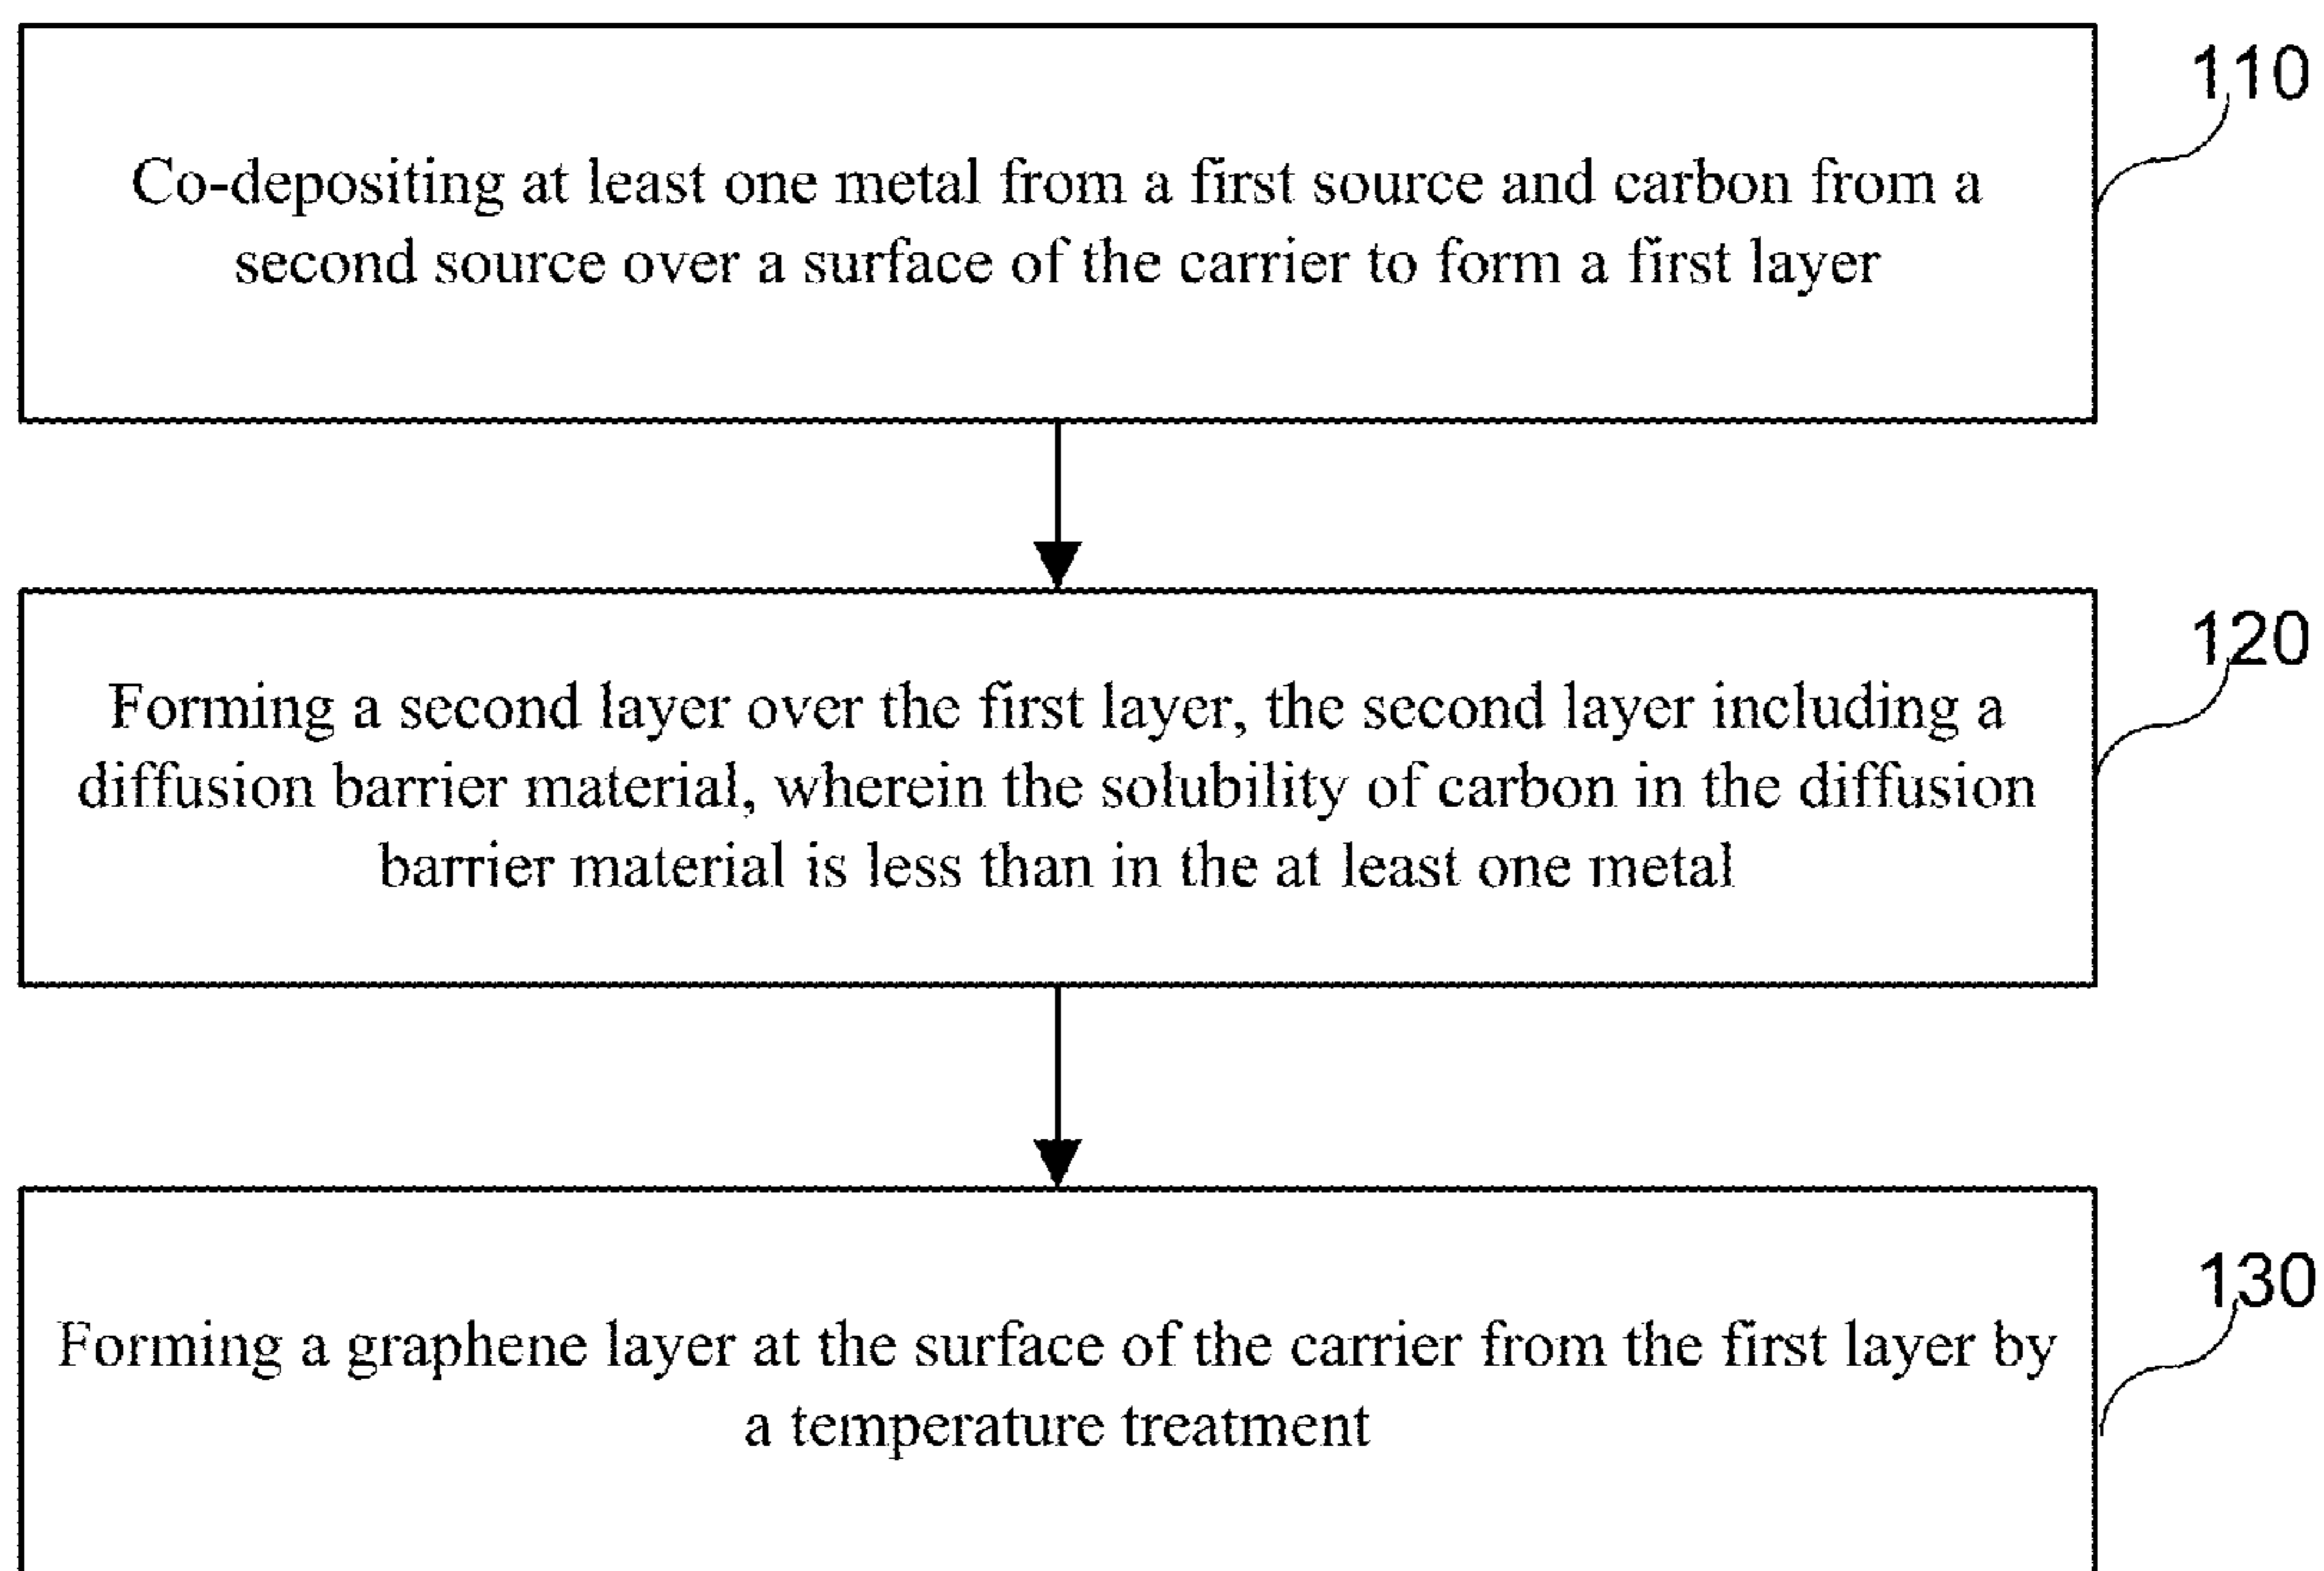 110
Co-depositing at least one metal from a first source and carbon from a
second source over a surface of the carrier to form a first layer
120
Forming a second layer over the first layer, the second layer including a
diffusion barrier material, wherein the solubility of carbon in the diffusion
barrier material is less than in the at least one metal
130
Forming a graphene layer at the surface of the carrier from the first layer by
a temperature treatment